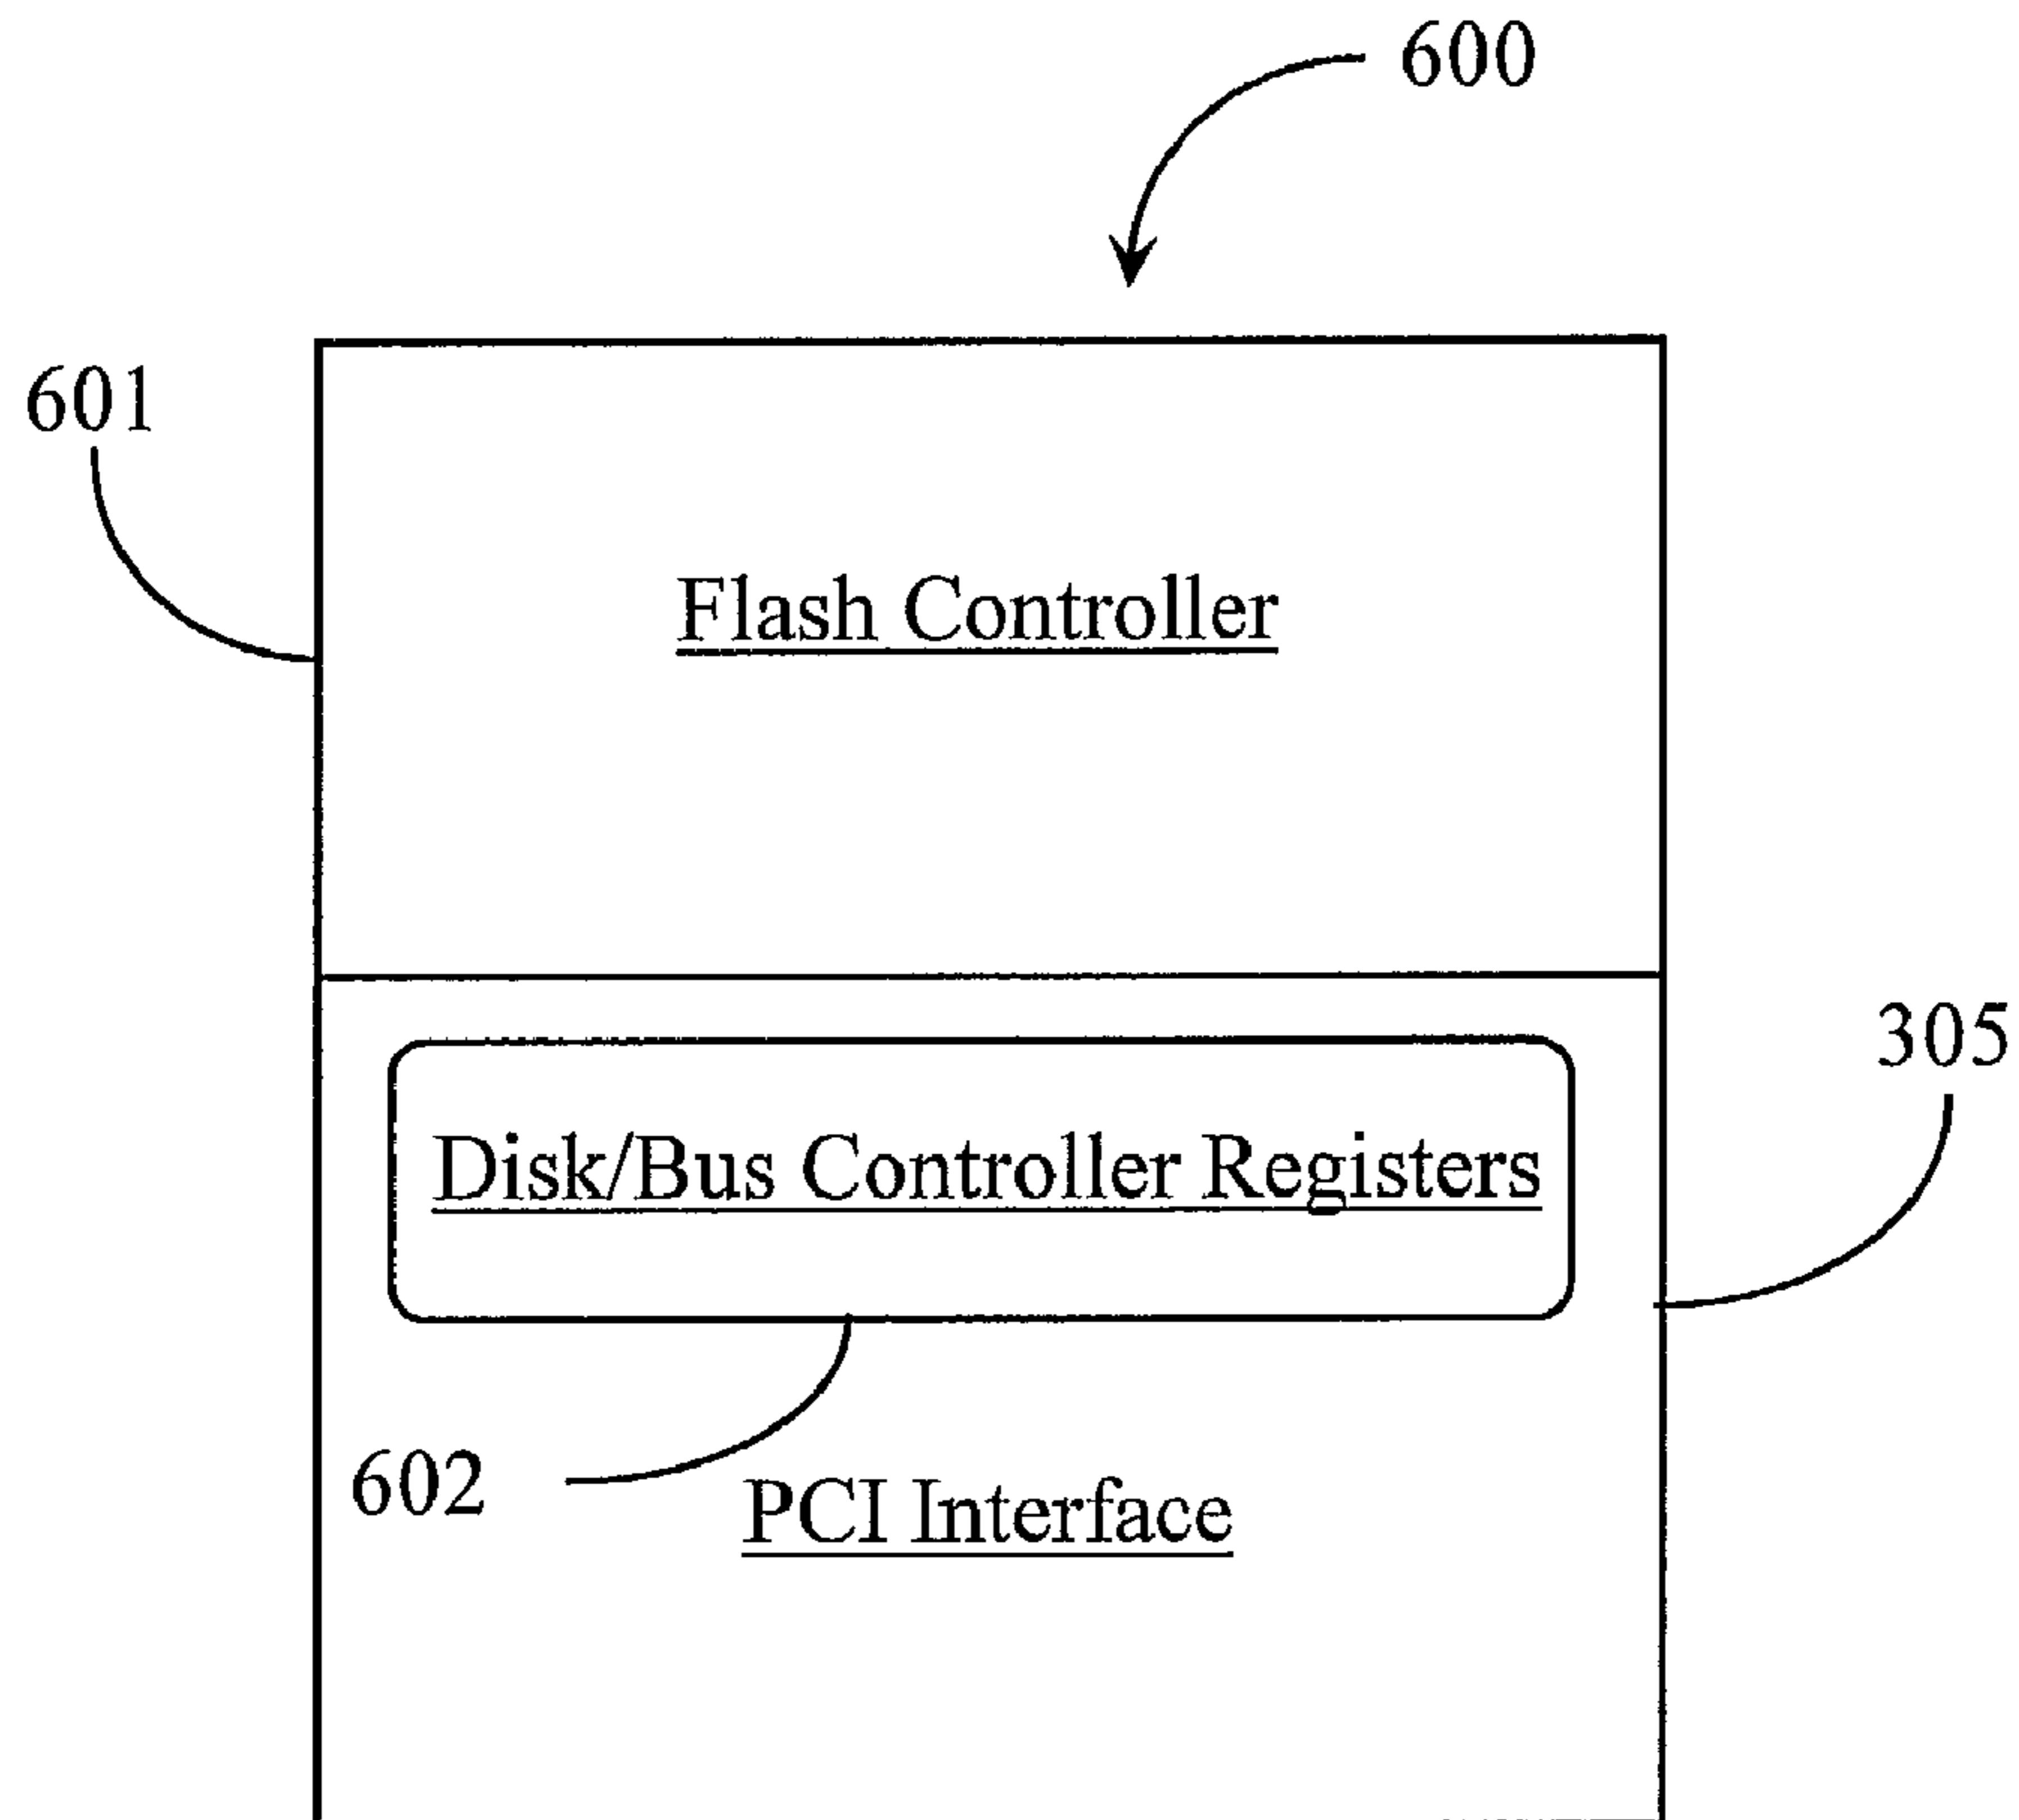 600
601
Flash Controller
305
Disk/Bus Controller Registers
602
PCI Interface